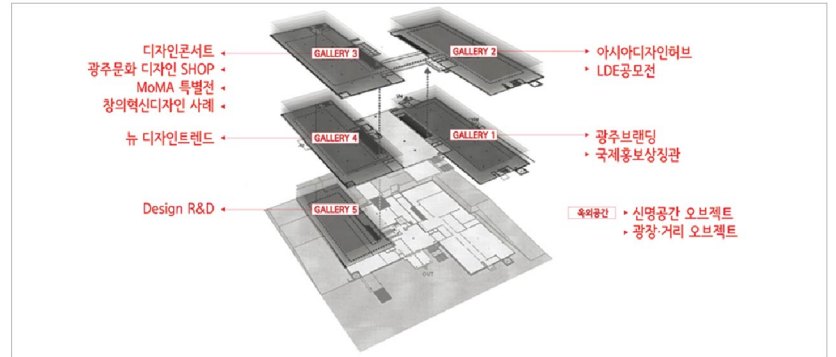 디자인콘서트
광주문화 디자인 SHOP
MoMA 특별전
창의혁신디자인 사례
GALLERY 3
GALLERY 2
아시아디자인허브
LDE공모전
뉴 디자인트렌드
GALLERY 4
GALLERY 1
광주브랜딩
국제홍보상징관
Design R&D
GALLERY 5
옥외공간
신명공간 오브젝트
광장·거리 오브젝트
OUT